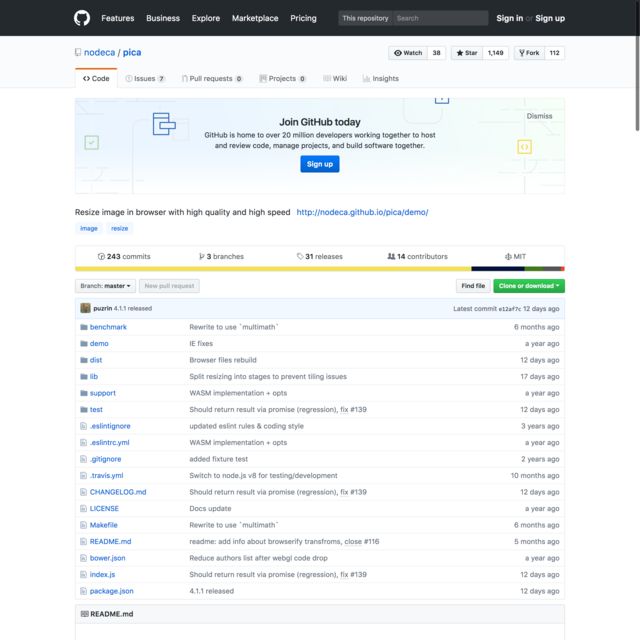 Features Business Explore Marketplace Pricing This repository Search Sign in or Sign up
nodeca / pica Watch 38 Star 1,149 Fork 112
Code Issues 7 Pull requests 0 Projects 0 Wiki Insights
Dismiss
Join GitHub today
GitHub is home to over 20 million developers working together to host
and review code, manage projects, and build software together.
Sign up
Resize image in browser with high quality and high speed http://nodeca.github.io/pica/demo/
image resize
243 commits 3 branches 31 releases 14 contributors MIT
Branch: master New pull request Find file Clone or download
puzrin 4.1.1 released Latest commit e12af7c 12 days ago
benchmark Rewrite to use `multimath` 6 months ago
demo IE fixes a year ago
dist Browser files rebuild 12 days ago
lib Split resizing into stages to prevent tiling issues 17 days ago
support WASM implementation + opts a year ago
test Should return result via promise (regression), fix #139 12 days ago
.eslintignore updated eslint rules & coding style 3 years ago
.eslintrc.yml WASM implementation + opts a year ago
.gitignore added fixture test 2 years ago
.travis.yml Switch to node.js v8 for testing/development 10 months ago
CHANGELOG.md Should return result via promise (regression), fix #139 12 days ago
LICENSE Docs update a year ago
Makefile Rewrite to use `multimath` 6 months ago
README.md readme: add info about browserify transfroms, close #116 5 months ago
bower.json Reduce authors list after webgl code drop a year ago
index.js Should return result via promise (regression), fix #139 12 days ago
package.json 4.1.1 released 12 days ago
README.md